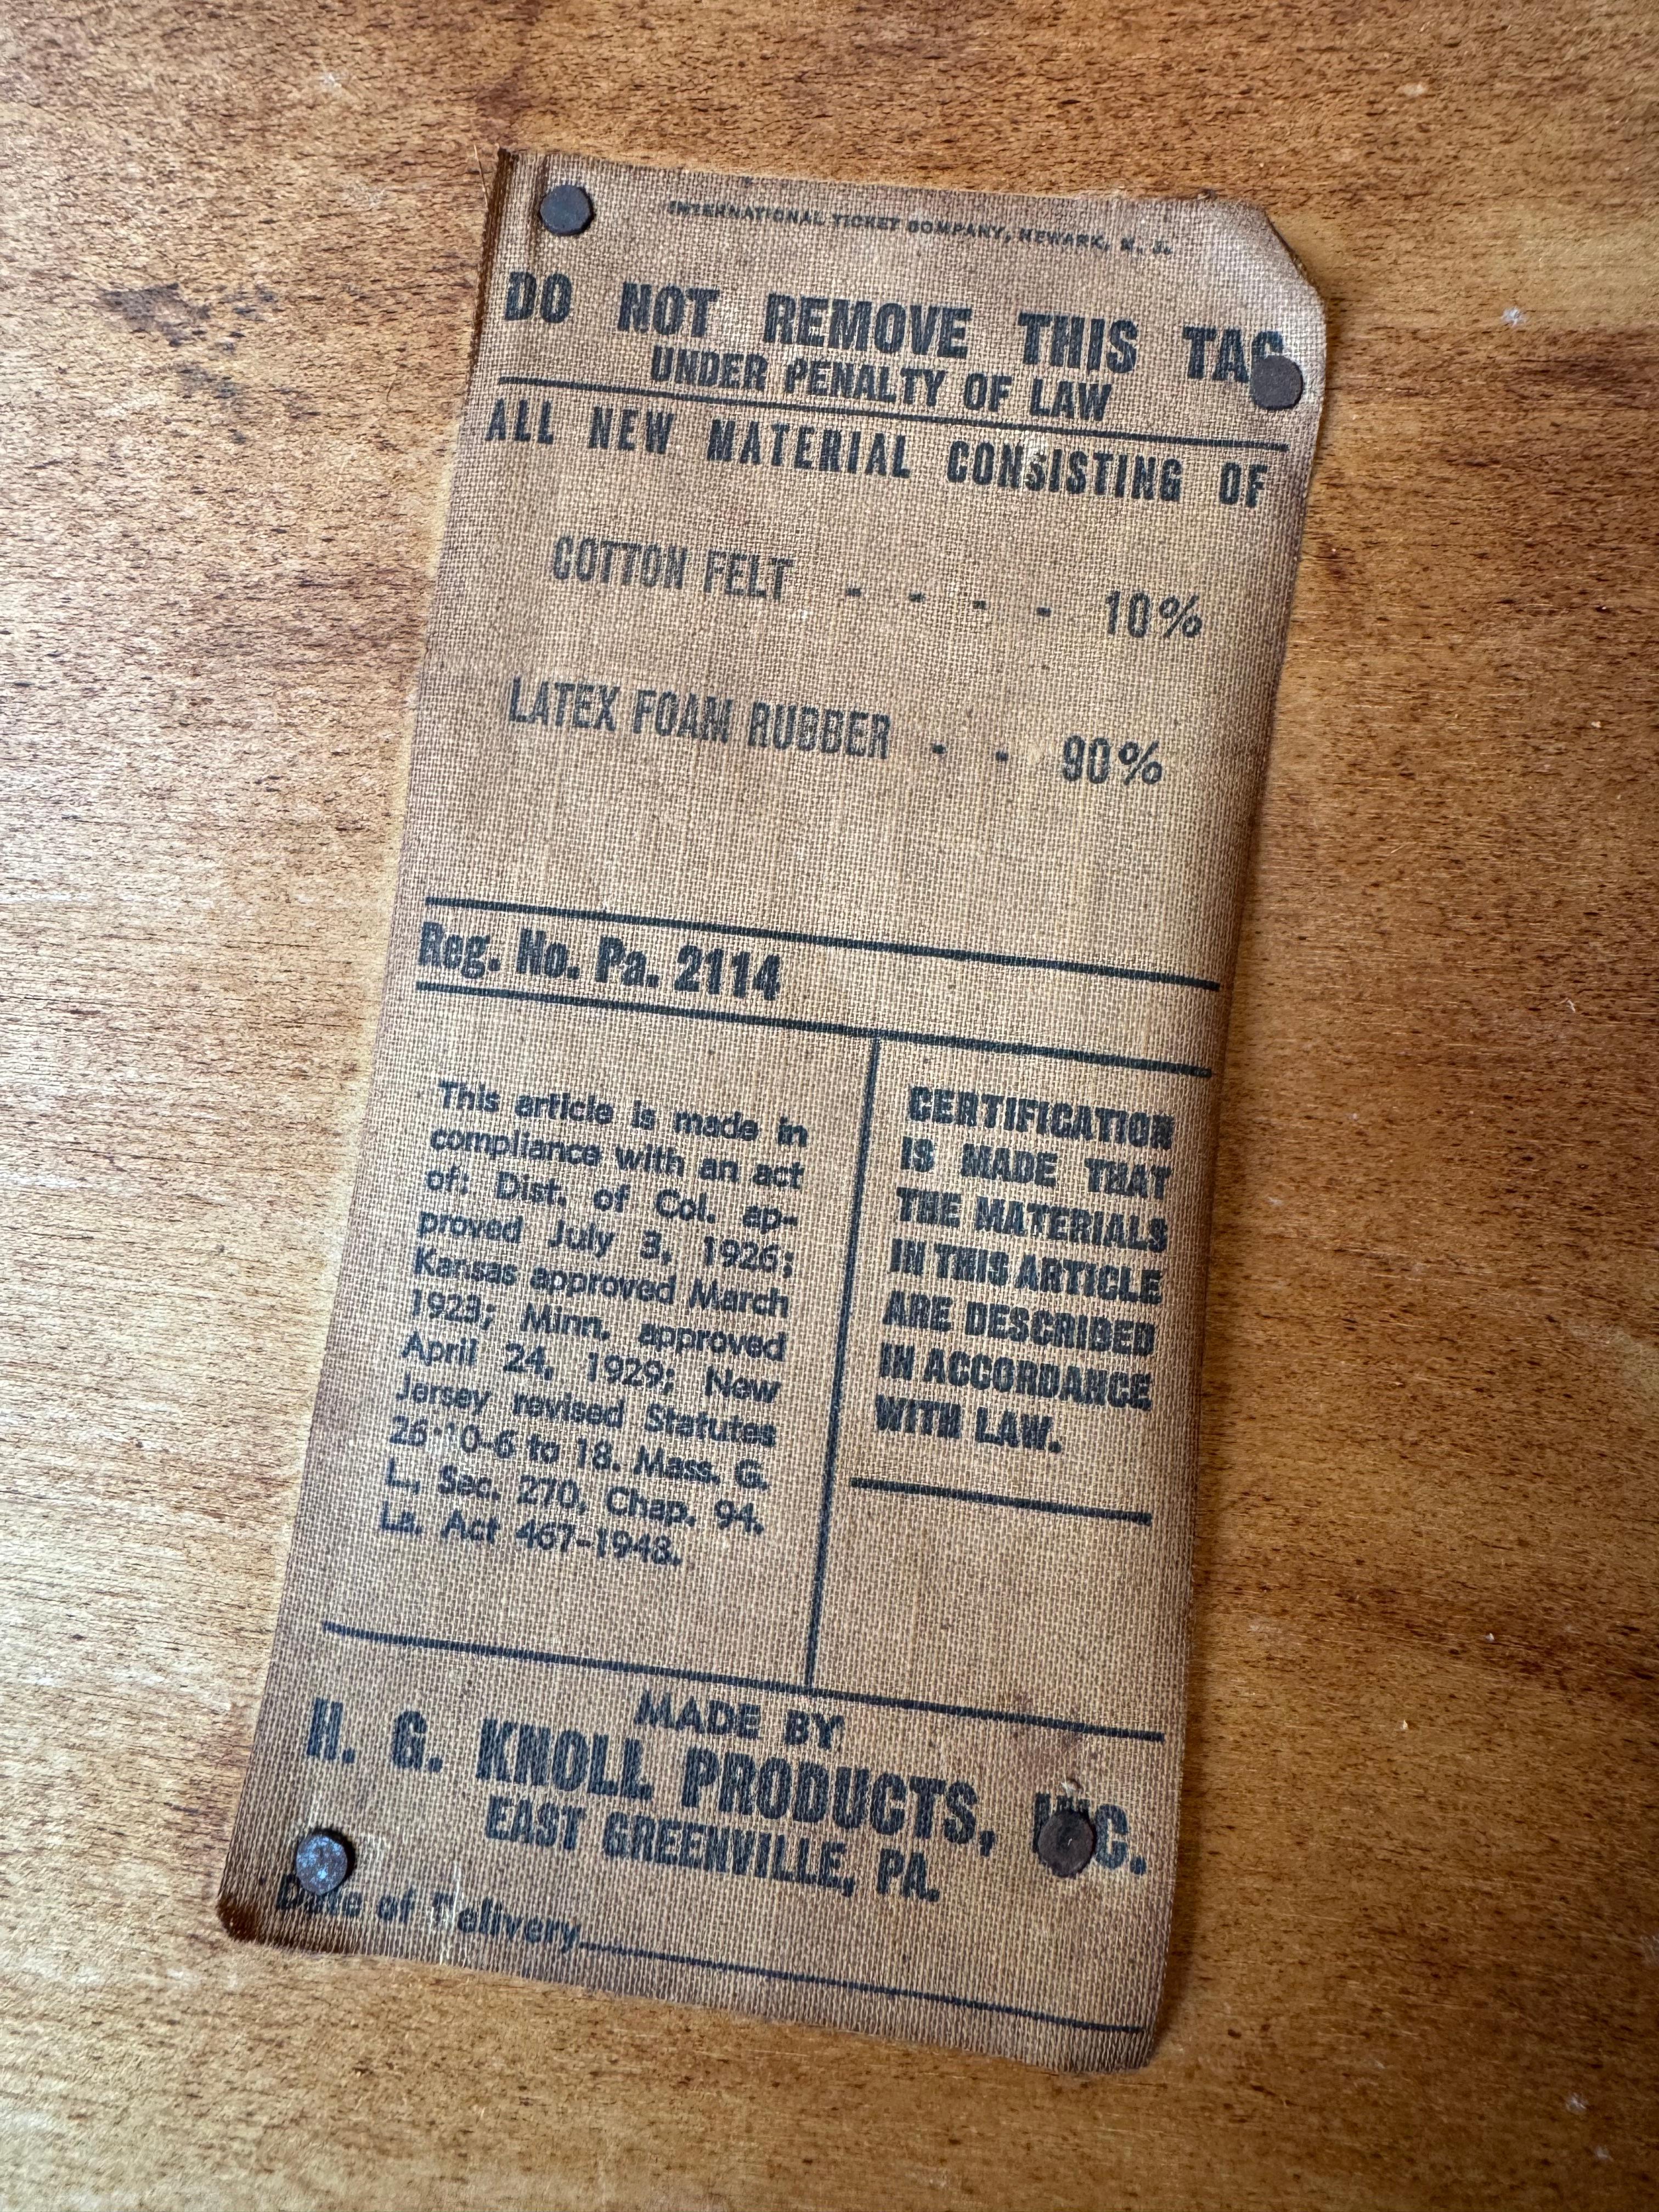 INTERNATIONAL TICKET COMPANY, NEWARK, N. J.
DO NOT REMOVE THIS TAG
UNDER PENALTY OF LAW
ALL NEW MATERIAL CONSISTING OF
COTTON FELT - - - - 10%
LATEX FOAM RUBBER - - 90%
Reg. No. Pa. 2114
This article is made in
compliance with an act
of: Dist. of Col. ap-
proved July 3, 1926;
Kansas approved March
1923; Minn. approved
April 24, 1929; New
Jersey revised Statutes
26-10-6 to 18. Mass. G.
L., Sec. 270, Chap. 94.
La. Act 467-1948.
CERTIFICATION
IS MADE THAT
THE MATERIALS
IN THIS ARTICLE
ARE DESCRIBED
IN ACCORDANCE
WITH LAW.
MADE BY
H. G. KNOLL PRODUCTS, INC.
EAST GREENVILLE, PA.
Date of Delivery